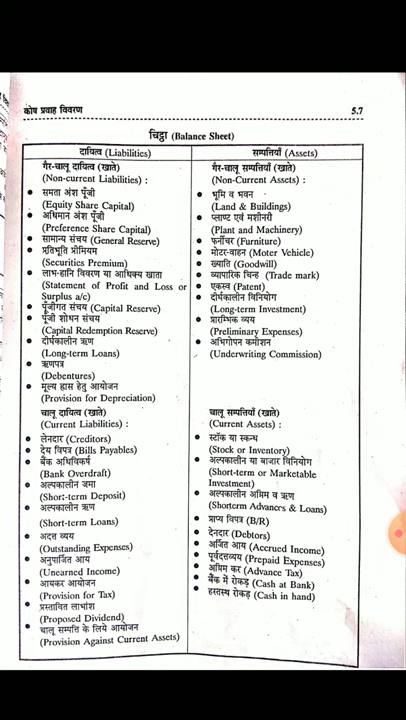 कोष प्रवाह विवरण
5.7
चिट्ठा (Balance Sheet)
दायित्व (Liabilities)
गैर-चालू दायित्व (खाते)
(Non-current Liabilities) :
समता अंश पूँजी
(Equity Share Capital)
अधिमान अंश पूँजी
(Preference Share Capital)
सामान्य संचय (General Reserve)
प्रतिभूति प्रीमियम
(Securities Premium)
लाभ-हानि विवरण या आधिक्य खाता
(Statement of Profit and Loss or
Surplus a/c)
पूँजीगत संचय (Capital Reserve)
पूँजी शोधन संचय
(Capital Redemption Reserve)
दीर्घकालीन ऋण
(Long-term Loans)
ऋणपत्र
(Debentures)
मूल्य ह्रास हेतु आयोजन
(Provision for Depreciation)
चालू दायित्व (खाते)
(Current Liabilities) :
लेनदार (Creditors)
देय विपत्र (Bills Payables)
बैंक अधिविकर्ष
(Bank Overdraft)
अल्पकालीन जमा
(Short-term Deposit)
अल्पकालीन ऋण
(Short-term Loans)
अदत्त व्यय
(Outstanding Expenses)
अनुपार्जित आय
(Unearned Income)
आयकर आयोजन
(Provision for Tax)
प्रस्तावित लाभांश
(Proposed Dividend)
चालू सम्पत्ति के लिये आयोजन
(Provision Against Current Assets)
सम्पत्तियाँ (Assets)
गैर-चालू सम्पत्तियाँ (खाते)
(Non-Current Assets) :
भूमि व भवन
(Land & Buildings)
प्लाण्ट एवं मशीनरी
(Plant and Machinery)
फर्नीचर (Furniture)
मोटर-वाहन (Moter Vehicle)
ख्याति (Goodwill)
व्यापारिक चिन्ह (Trade mark)
एकस्व (Patent)
दीर्घकालीन विनियोग
(Long-term Investment)
प्रारम्भिक व्यय
(Preliminary Expenses)
अभिगोपन कमीशन
(Underwriting Commission)
चालू सम्पत्तियाँ (खाते)
(Current Assets) :
स्टॉक या स्कन्ध
(Stock or Inventory)
अल्पकालीन या बाजार विनियोग
(Short-term or Marketable
Investment)
अल्पकालीन अग्रिम व ऋण
(Shorterm Advances & Loans)
प्राप्य विपत्र (B/R)
देनदार (Debtors)
अर्जित आय (Accrued Income)
पूर्वदत्तव्यय (Prepaid Expenses)
अग्रिम कर (Advance Tax)
बैंक में रोकड़ (Cash at Bank)
हस्तस्थ रोकड़ (Cash in hand)